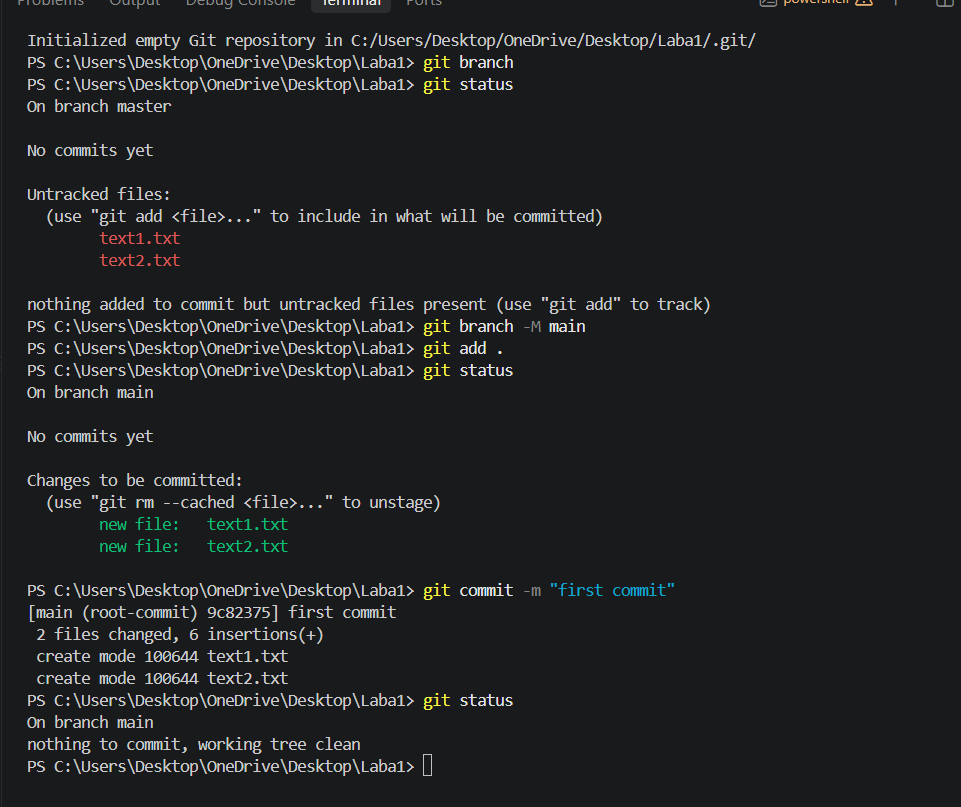 Problems Output Debug Console Terminal Ports powershell
Initialized empty Git repository in C:/Users/Desktop/OneDrive/Desktop/Laba1/.git/
PS C:\Users\Desktop\OneDrive\Desktop\Laba1> git branch
PS C:\Users\Desktop\OneDrive\Desktop\Laba1> git status
On branch master
No commits yet
Untracked files:
  (use "git add <file>..." to include in what will be committed)
        text1.txt
        text2.txt
nothing added to commit but untracked files present (use "git add" to track)
PS C:\Users\Desktop\OneDrive\Desktop\Laba1> git branch -M main
PS C:\Users\Desktop\OneDrive\Desktop\Laba1> git add .
PS C:\Users\Desktop\OneDrive\Desktop\Laba1> git status
On branch main
No commits yet
Changes to be committed:
  (use "git rm --cached <file>..." to unstage)
        new file:   text1.txt
        new file:   text2.txt
PS C:\Users\Desktop\OneDrive\Desktop\Laba1> git commit -m "first commit"
[main (root-commit) 9c82375] first commit
 2 files changed, 6 insertions(+)
 create mode 100644 text1.txt
 create mode 100644 text2.txt
PS C:\Users\Desktop\OneDrive\Desktop\Laba1> git status
On branch main
nothing to commit, working tree clean
PS C:\Users\Desktop\OneDrive\Desktop\Laba1>